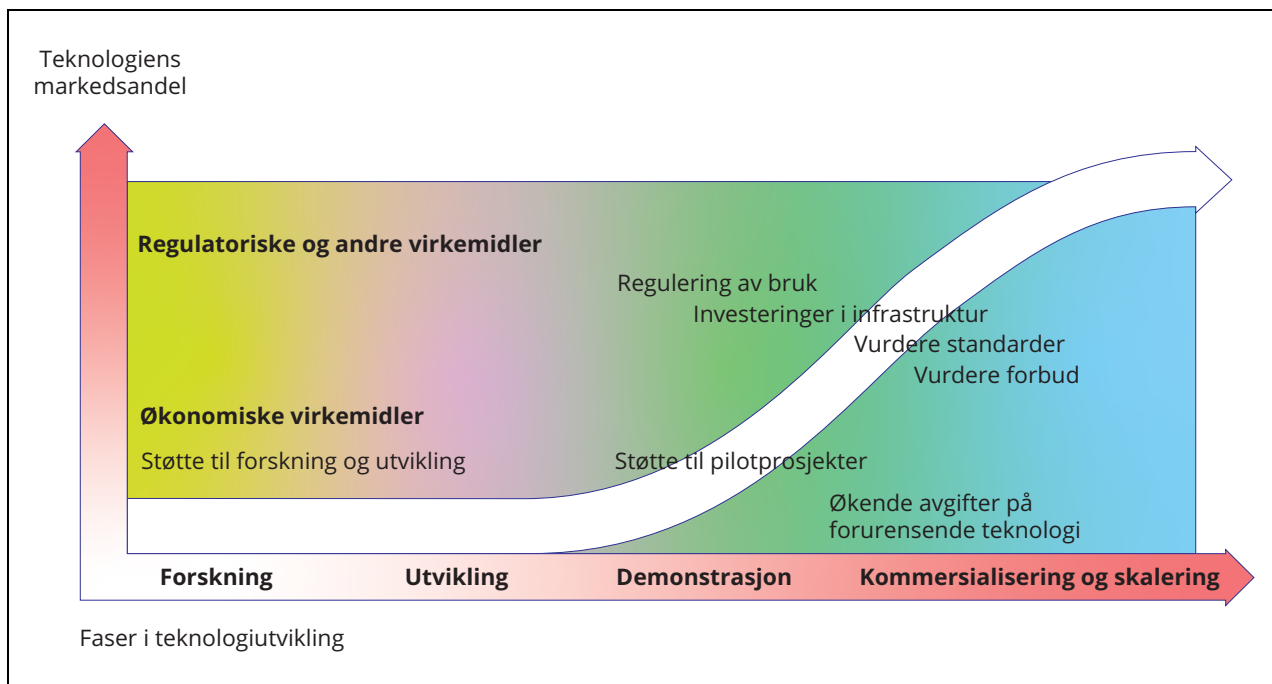 Teknologiens
markedsandel
Regulatoriske og andre virkemidler
Regulering av bruk
Investeringer i infrastruktur
Vurdere standarder
Vurdere forbud
Økonomiske virkemidler
Støtte til forskning og utvikling
Støtte til pilotprosjekter
Økende avgifter på
forurensende teknologi
Forskning
Utvikling
Demonstrasjon
Kommersialisering og skalering
Faser i teknologiutvikling